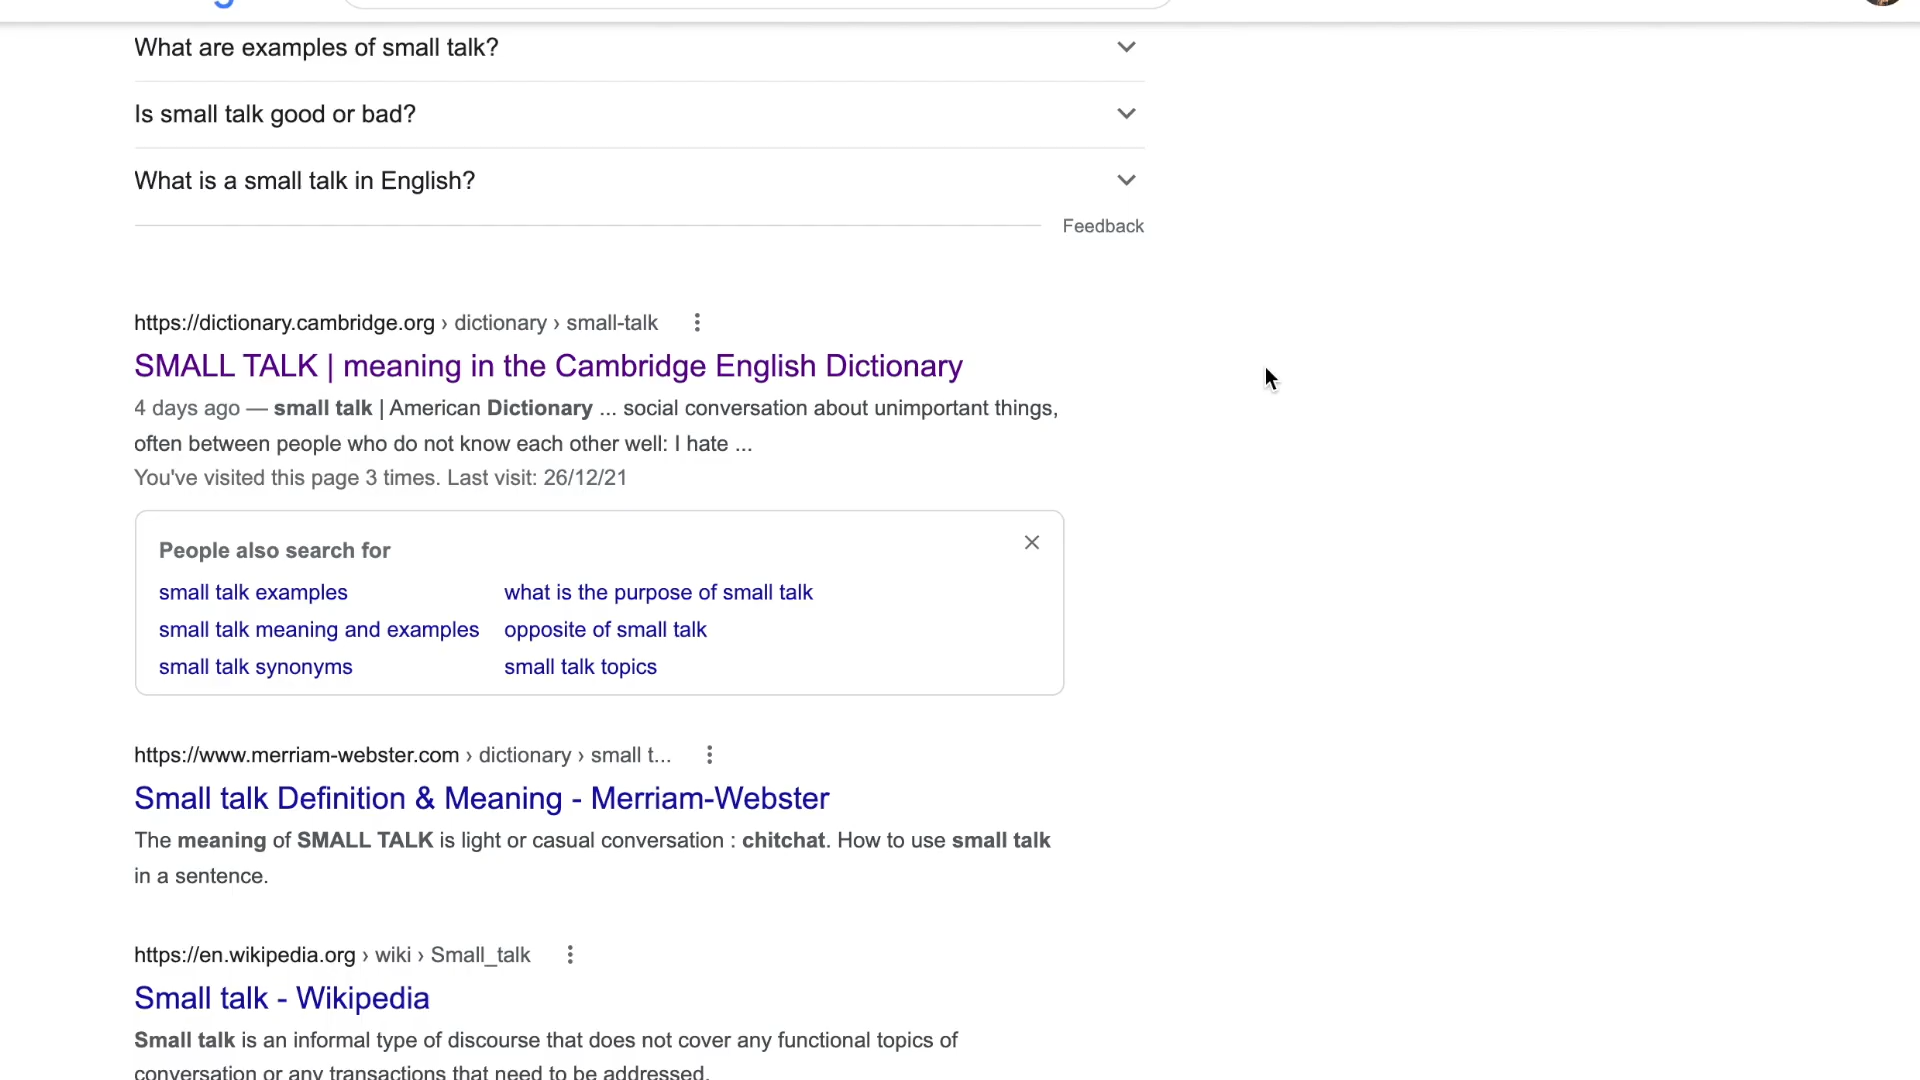 What are examples of small talk?
Is small talk good or bad?
What is a small talk in English?
Feedback
https://dictionary.cambridge.org › dictionary › small-talk
SMALL TALK | meaning in the Cambridge English Dictionary
4 days ago — small talk | American Dictionary ... social conversation about unimportant things,
often between people who do not know each other well: I hate ...
You've visited this page 3 times. Last visit: 26/12/21
People also search for
small talk examples what is the purpose of small talk
small talk meaning and examples opposite of small talk
small talk synonyms small talk topics
https://www.merriam-webster.com › dictionary › small t...
Small talk Definition & Meaning - Merriam-Webster
The meaning of SMALL TALK is light or casual conversation : chitchat. How to use small talk
in a sentence.
https://en.wikipedia.org › wiki › Small_talk
Small talk - Wikipedia
Small talk is an informal type of discourse that does not cover any functional topics of
conversation or any transactions that need to be addressed.